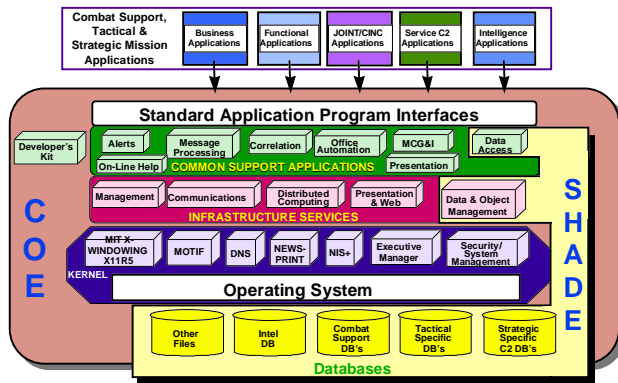 Combat Support,
Tactical &
Strategic Mission
Applications
Business
Applications
Functional
Applications
JOINT/CINC
Applications
Service C2
Applications
Intelligence
Applications
Standard Application Program Interfaces
Developer's
Kit
Alerts
Message
Processing
Correlation
Office
Automation
MCG&I
Data
Access
On-Line Help
COMMON SUPPORT APPLICATIONS
Presentation
Management
Communications
Distributed
Computing
Presentation
& Web
Data & Object
Management
INFRASTRUCTURE SERVICES
COE
SHADE
MIT X-
WINDOWING
X11R5
MOTIF
DNS
NEWS-
PRINT
NIS+
Executive
Manager
Security/
System Management
KERNEL
Operating System
Other
Files
Intel
DB
Combat
Support
DB's
Tactical
Specific
DB's
Strategic
Specific
C2 DB's
Databases